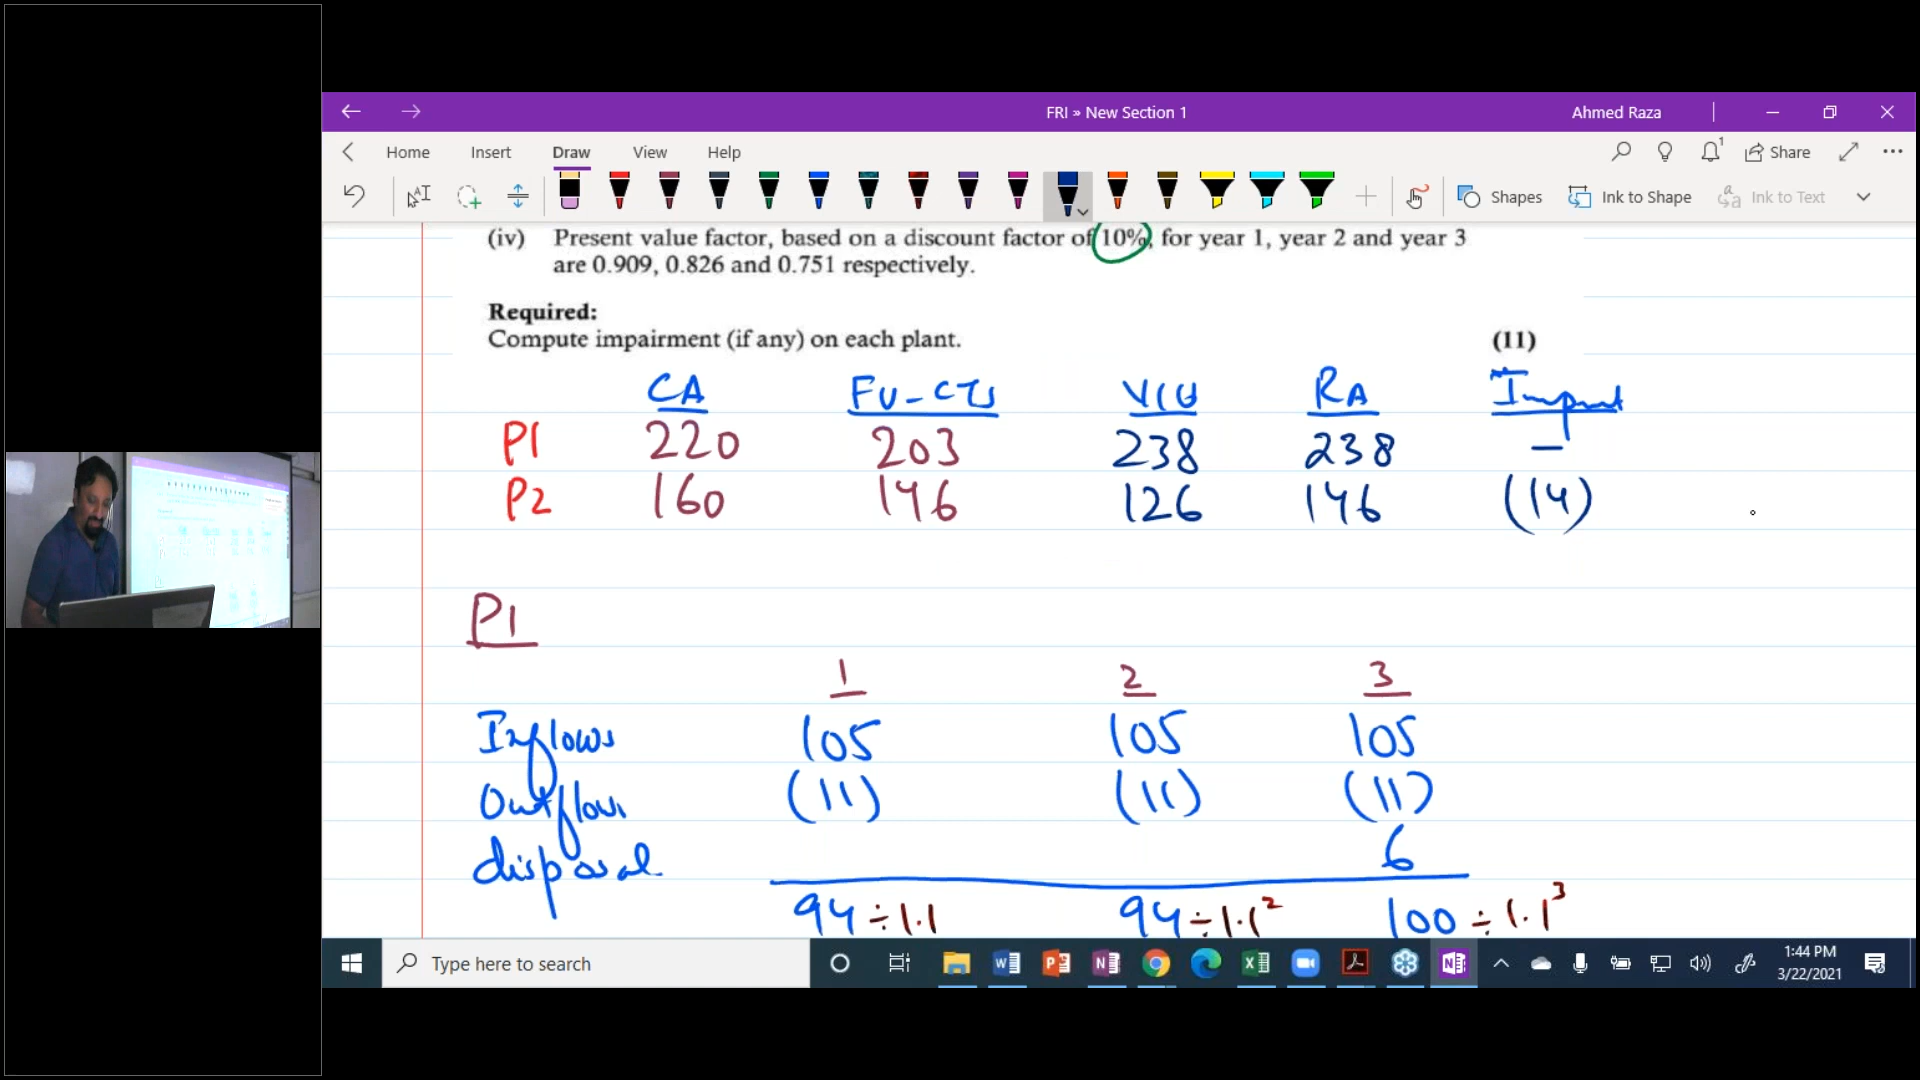 FRI » New Section 1
Ahmed Raza
Home Insert Draw View Help
1
Share
Shapes
Ink to Shape
Ink to Text
(iv) Present value factor, based on a discount factor of 10%, for year 1, year 2 and year 3
are 0.909, 0.826 and 0.751 respectively.
Required:
Compute impairment (if any) on each plant. (11)
CA FV-CTS VIU RA Impmt
P1 220 203 238 238 –
P2 160 146 126 146 (14)
P1
1 2 3
Inflows 105 105 105
Outflows (11) (11) (11)
disposal 6
94 ÷ 1.1 94 ÷ 1.1² 100 ÷ 1.1³
Type here to search
1:44 PM
3/22/2021